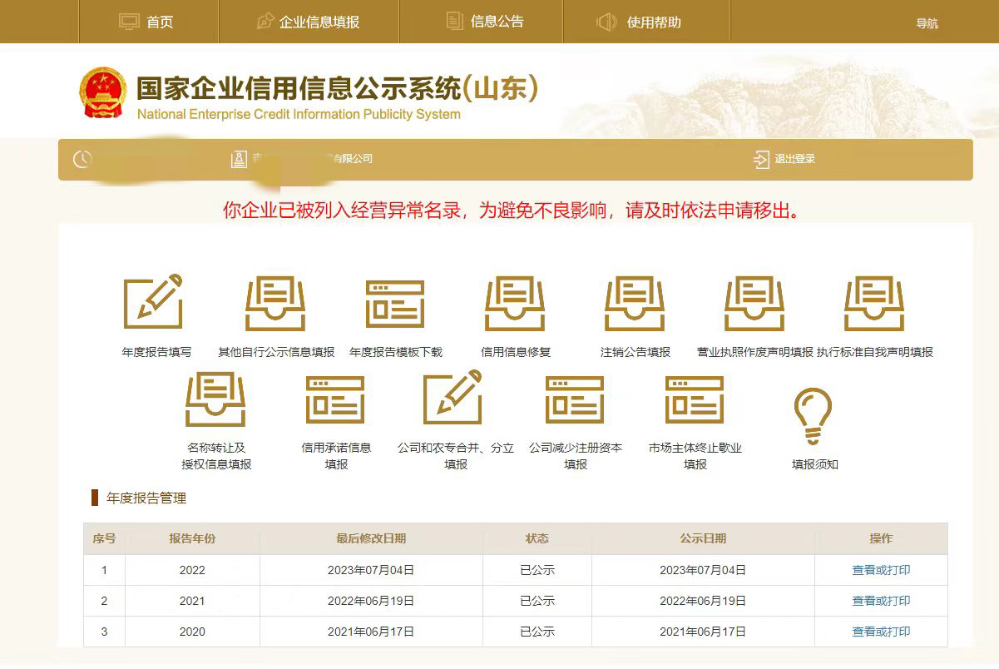 首页 企业信息填报 信息公告 使用帮助 导航
国家企业信用信息公示系统(山东)
National Enterprise Credit Information Publicity System
有限公司 退出登录
你企业已被列入经营异常名录，为避免不良影响，请及时依法申请移出。
年度报告填写 其他自行公示信息填报 年度报告模板下载 信用信息修复 注销公告填报 营业执照作废声明填报 执行标准自我声明填报
名称转让及 信用承诺信息 公司和农专合并、分立 公司减少注册资本 市场主体终止歇业
授权信息填报 填报 填报 填报 填报 填报须知
年度报告管理
序号 报告年份 最后修改日期 状态 公示日期 操作
1 2022 2023年07月04日 已公示 2023年07月04日 查看或打印
2 2021 2022年06月19日 已公示 2022年06月19日 查看或打印
3 2020 2021年06月17日 已公示 2021年06月17日 查看或打印